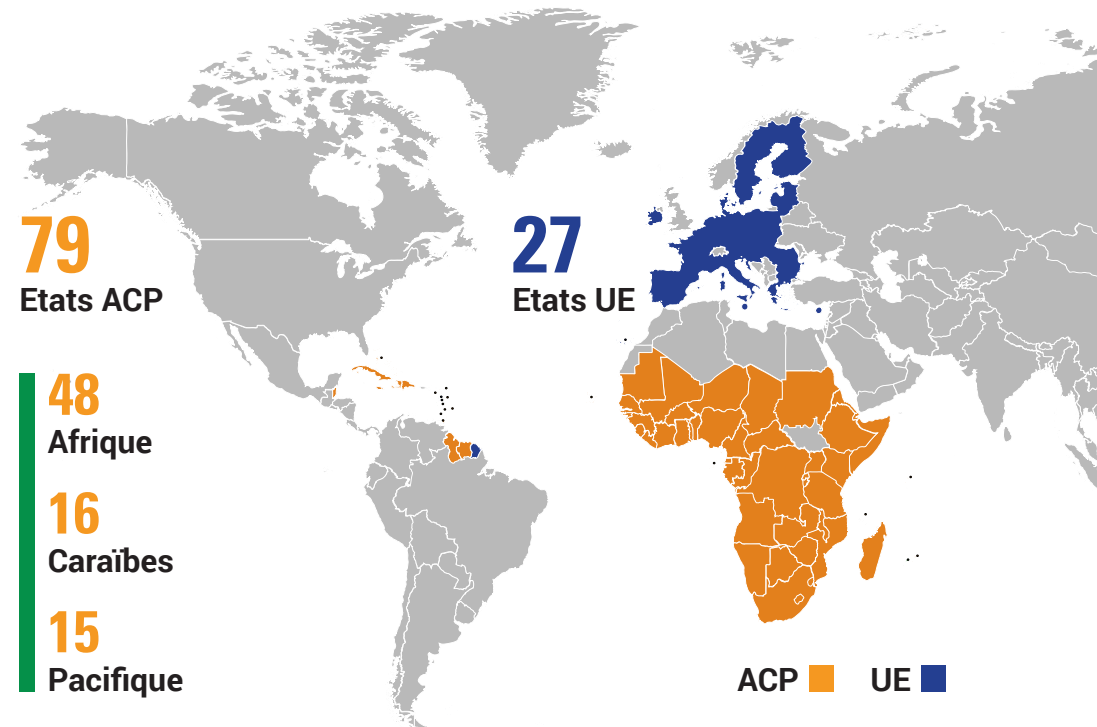 79
Etats ACP
27
Etats UE
48
Afrique
16
Caraïbes
15
Pacifique
ACP
UE